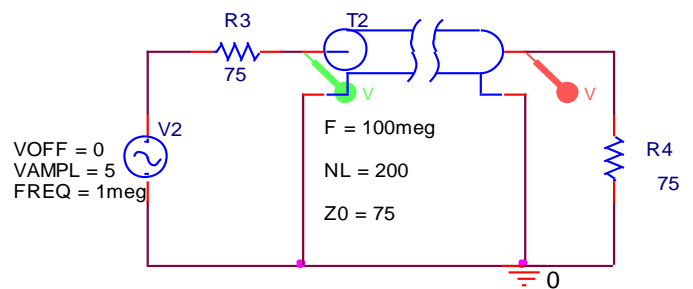 R3
75
T2
V
V
V2
VOFF = 0
VAMPL = 5
FREQ = 1meg
F = 100meg
NL = 200
Z0 = 75
R4
75
0